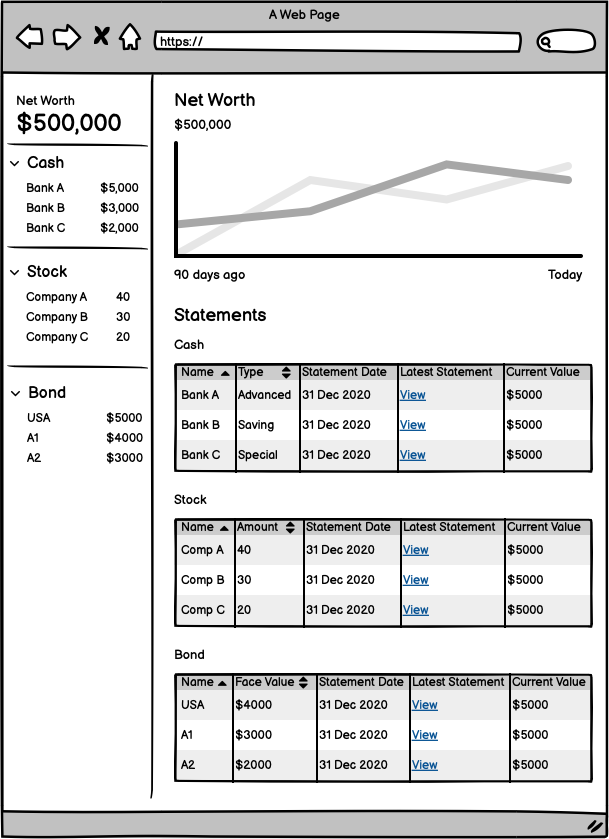 A Web Page
https://
Net Worth
$500,000
Cash
Bank A $5,000
Bank B $3,000
Bank C $2,000
Stock
Company A 40
Company B 30
Company C 20
Bond
USA $5000
A1 $4000
A2 $3000
Net Worth
$500,000
90 days ago Today
Statements
Cash
Name Type Statement Date Latest Statement Current Value
Bank A Advanced 31 Dec 2020 View $5000
Bank B Saving 31 Dec 2020 View $5000
Bank C Special 31 Dec 2020 View $5000
Stock
Name Amount Statement Date Latest Statement Current Value
Comp A 40 31 Dec 2020 View $5000
Comp B 30 31 Dec 2020 View $5000
Comp C 20 31 Dec 2020 View $5000
Bond
Name Face Value Statement Date Latest Statement Current Value
USA $4000 31 Dec 2020 View $5000
A1 $3000 31 Dec 2020 View $5000
A2 $2000 31 Dec 2020 View $5000